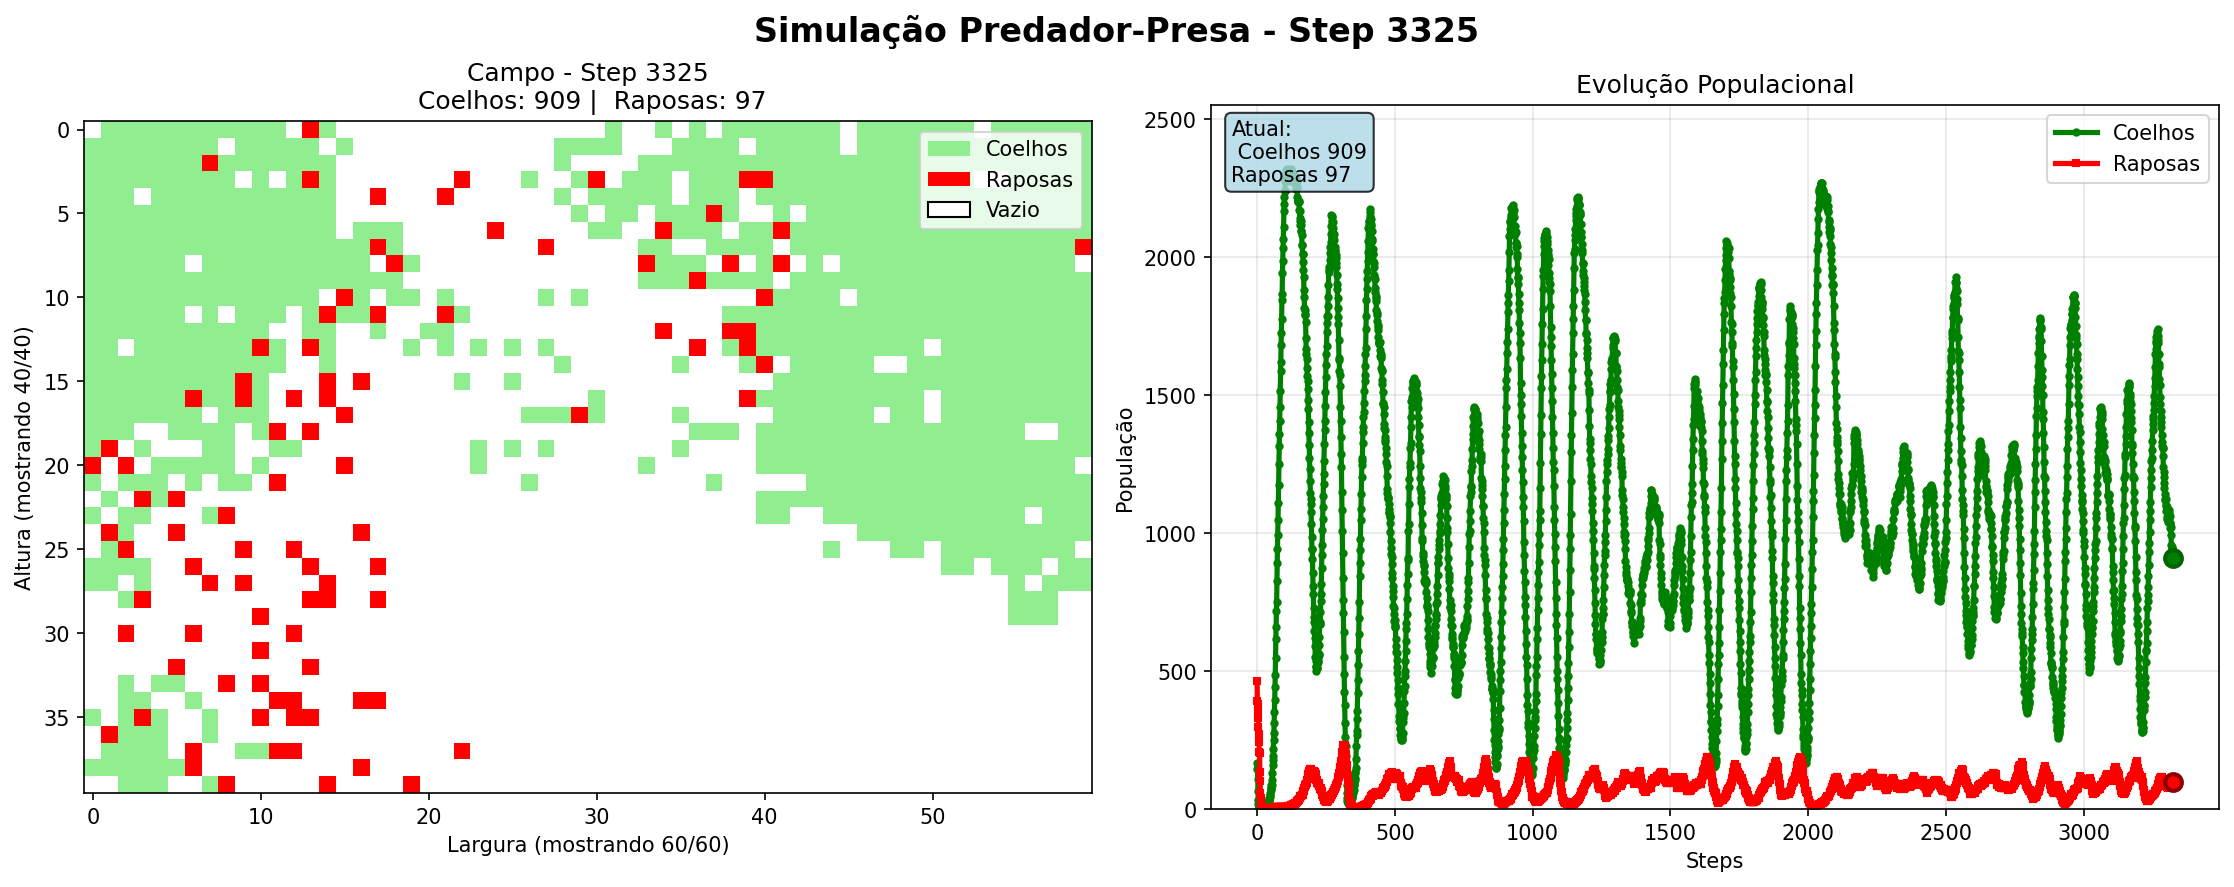 Simulação Predador-Presa - Step 3325
Campo - Step 3325
Coelhos: 909 |  Raposas: 97
Coelhos
Raposas
Vazio
0
5
10
15
20
25
30
35
Altura (mostrando 40/40)
0
10
20
30
40
50
Largura (mostrando 60/60)
Evolução Populacional
Atual:
Coelhos 909
Raposas 97
Coelhos
Raposas
2500
2000
1500
1000
500
0
População
0
500
1000
1500
2000
2500
3000
Steps